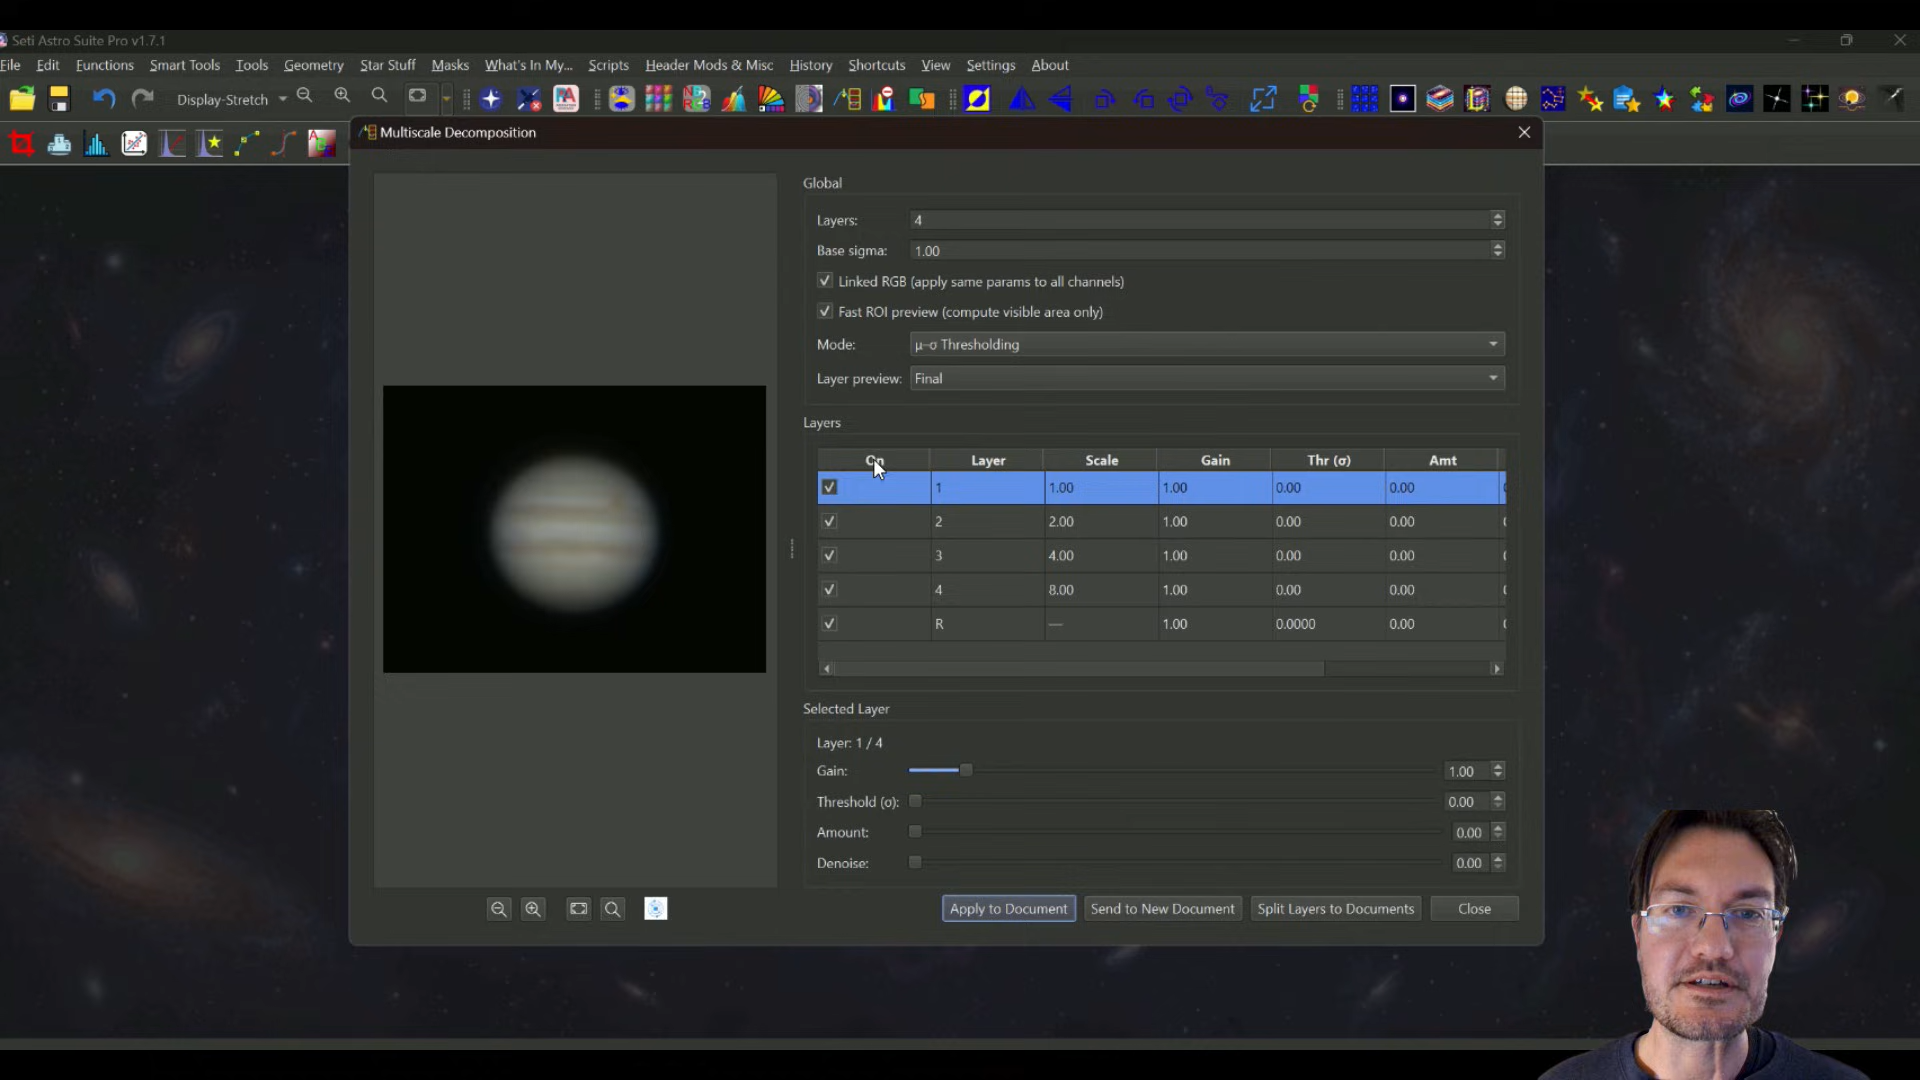 Seti Astro Suite Pro v1.7.1
File Edit Functions Smart Tools Tools Geometry Star Stuff Masks What's In My... Scripts Header Mods & Misc History Shortcuts View Settings About
Display-Stretch
Multiscale Decomposition
Global
Layers: 4
Base sigma: 1.00
Linked RGB (apply same params to all channels)
Fast ROI preview (compute visible area only)
Mode: μ–σ Thresholding
Layer preview: Final
Layers
On Layer Scale Gain Thr (σ) Amt
1 1.00 1.00 0.00 0.00
2 2.00 1.00 0.00 0.00
3 4.00 1.00 0.00 0.00
4 8.00 1.00 0.00 0.00
R — 1.00 0.0000 0.00
Selected Layer
Layer: 1 / 4
Gain: 1.00
Threshold (σ): 0.00
Amount: 0.00
Denoise: 0.00
Apply to Document Send to New Document Split Layers to Documents Close